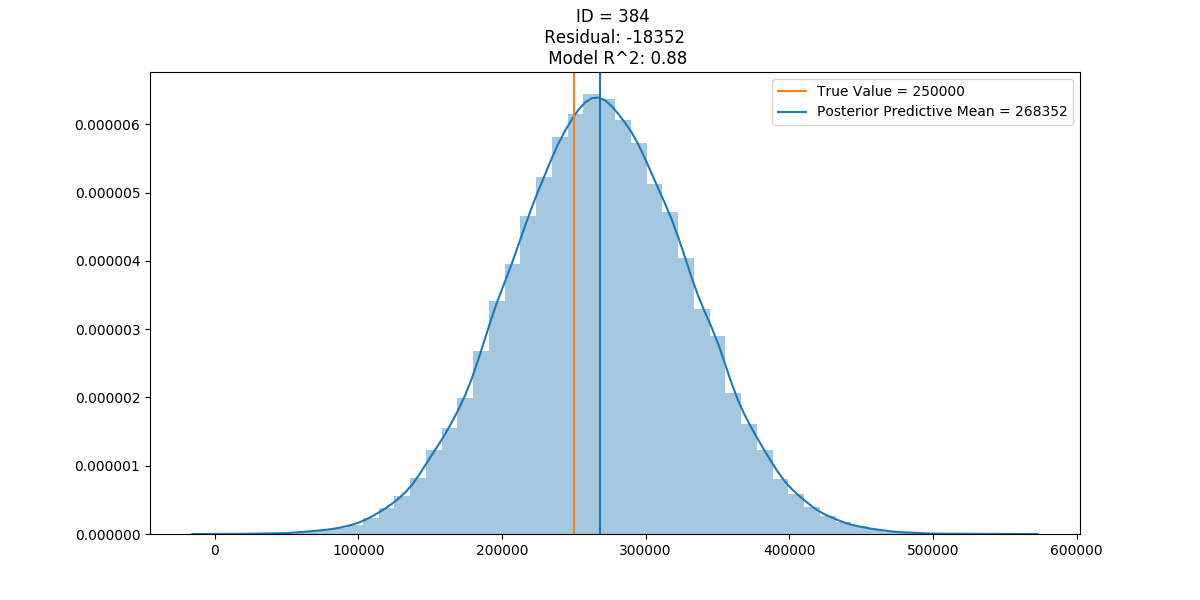 ID = 384
Residual: -18352
Model R^2: 0.88
True Value = 250000
Posterior Predictive Mean = 268352
0.000006
0.000005
0.000004
0.000003
0.000002
0.000001
0.000000
0 100000 200000 300000 400000 500000 600000